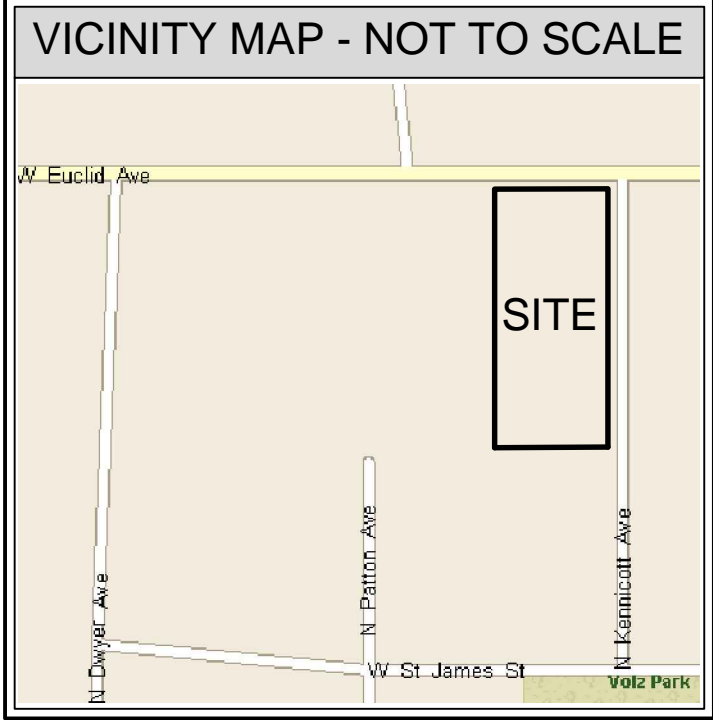 VICINITY MAP - NOT TO SCALE
W Euclid Ave
SITE
N Patton Ave
N Kennicott Ave
N Dwyer Ave
W St James St
Volz Park